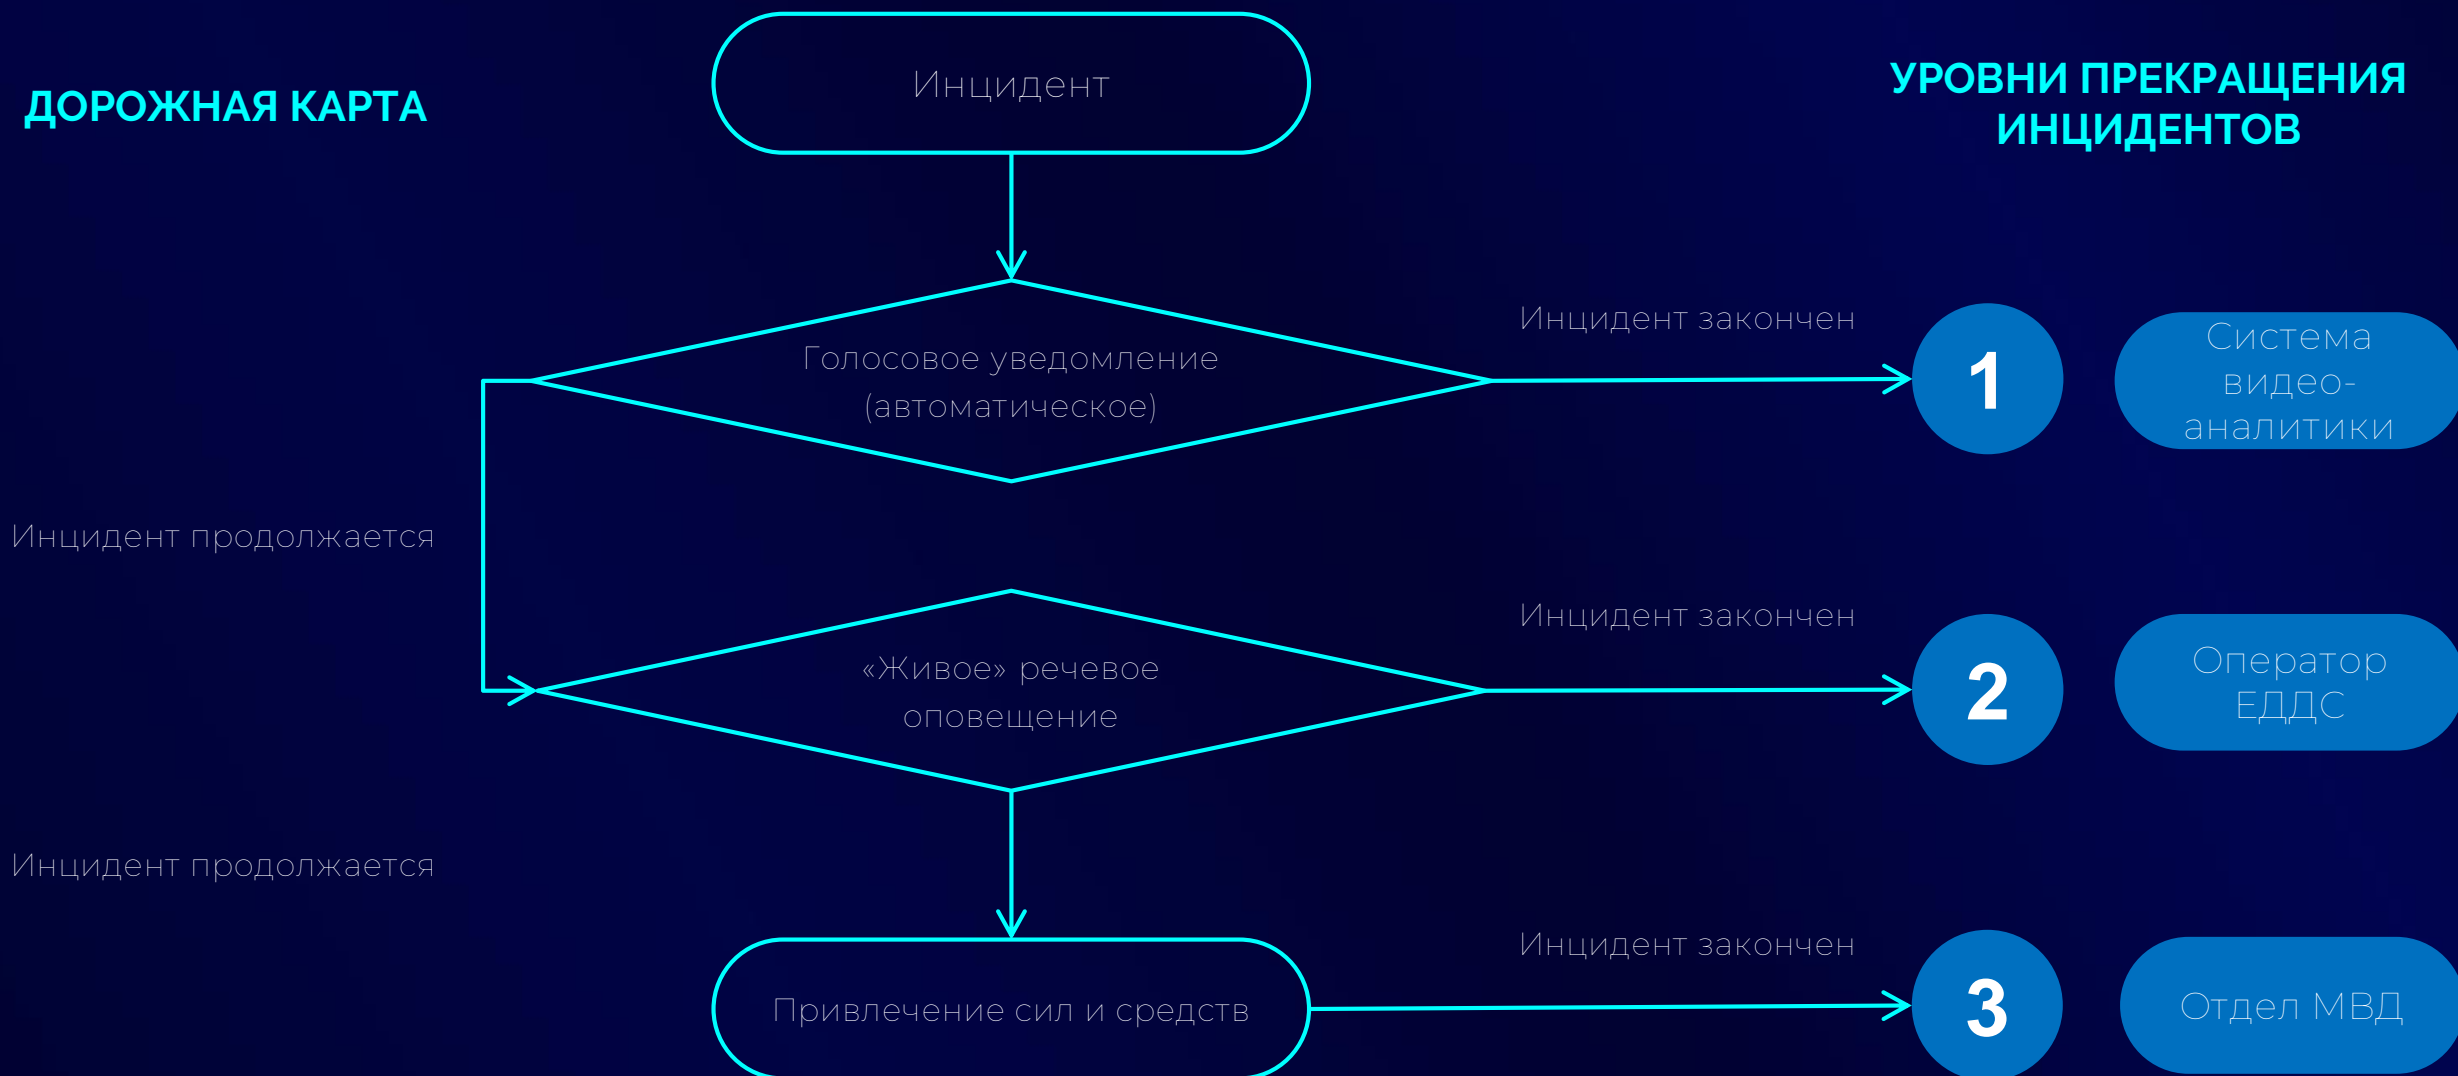 ДОРОЖНАЯ КАРТА
Инцидент
УРОВНИ ПРЕКРАЩЕНИЯ
ИНЦИДЕНТОВ
Голосовое уведомление
(автоматическое)
Инцидент закончен
1
Система
видео-
аналитики
Инцидент продолжается
«Живое» речевое
оповещение
Инцидент закончен
2
Оператор
ЕДДС
Инцидент продолжается
Привлечение сил и средств
Инцидент закончен
3
Отдел МВД